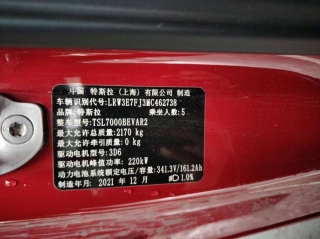 中国 特斯拉（上海）有限公司 制造
车辆识别代号:LRW3E7FJ3MC462738
品牌:特斯拉 乘坐人数:5
整车型号:TSL7000BEVAR2
最大允许总质量:2170 kg
最大允许牵引质量:0 kg
驱动电机型号:3D6
驱动电机峰值功率:220kW
动力电池系统额定电压/容量:341.3V/161.2Ah
制造年月:2021 年 12 月 1.0%